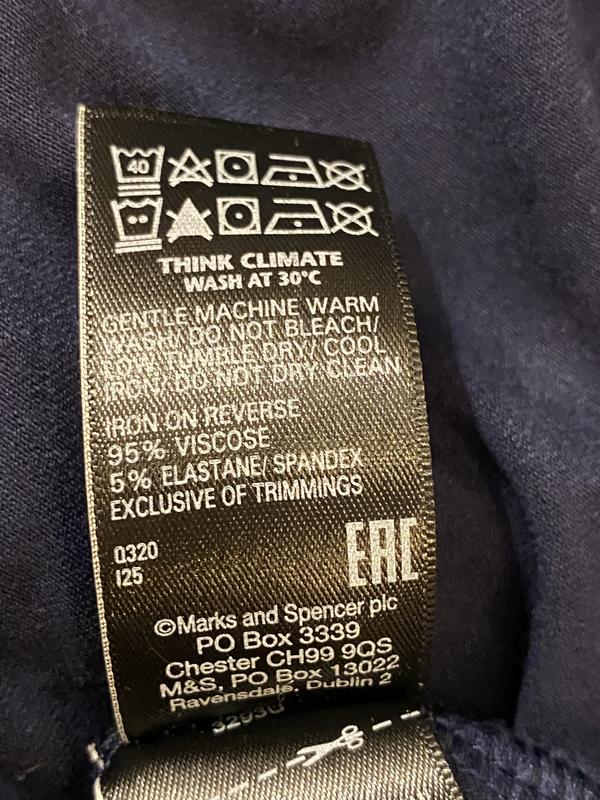 40
THINK CLIMATE
WASH AT 30°C
GENTLE MACHINE WARM
WASH/ DO NOT BLEACH/
LOW TUMBLE DRY/ COOL
IRON/ DO NOT DRY CLEAN
IRON ON REVERSE
95% VISCOSE
5% ELASTANE/ SPANDEX
EXCLUSIVE OF TRIMMINGS
0320
I25
EAC
©Marks and Spencer plc
PO Box 3339
Chester CH99 9QS
M&S, PO Box 13022
Ravensdale, Dublin 2